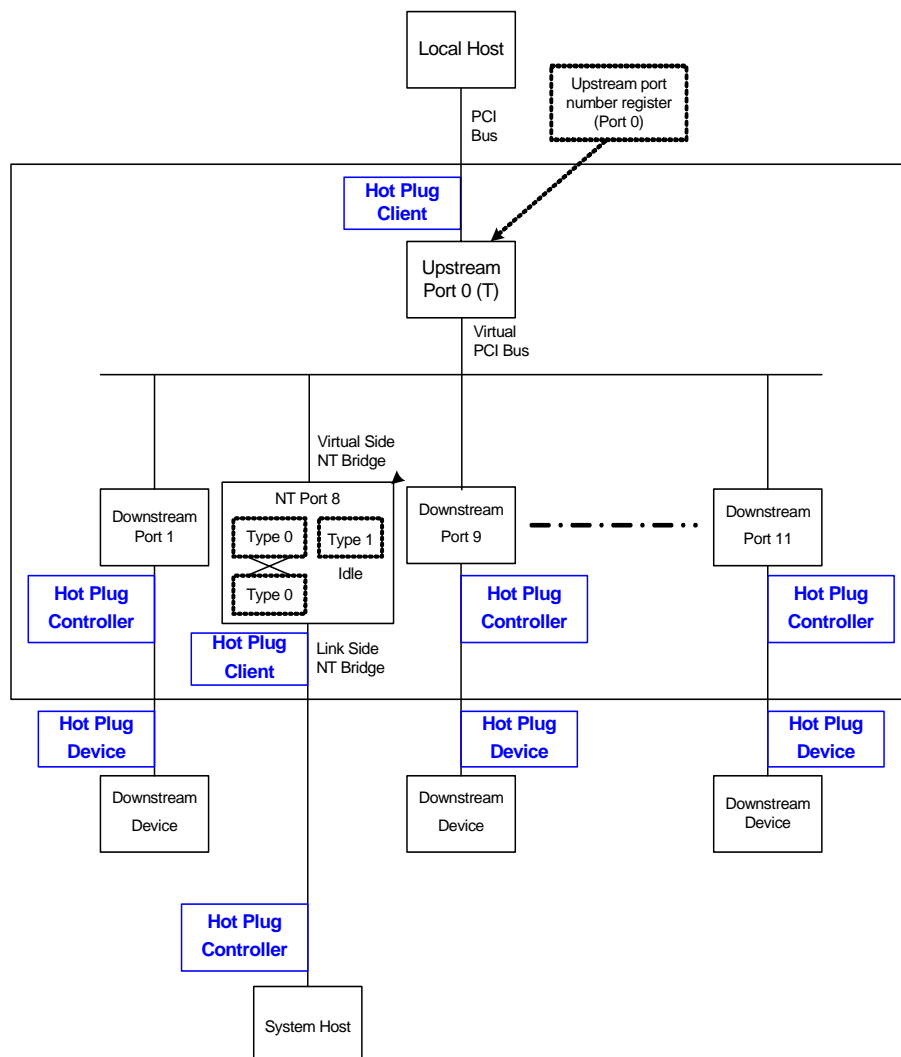 Local Host
Upstream port
number register
(Port 0)
PCI
Bus
Hot Plug
Client
Upstream
Port 0 (T)
Virtual
PCI Bus
Virtual Side
NT Bridge
Downstream
Port 1
NT Port 8
Type 0
Type 1
Idle
Type 0
Downstream
Port 9
Downstream
Port 11
Hot Plug
Controller
Hot Plug
Client
Link Side
NT Bridge
Hot Plug
Controller
Hot Plug
Controller
Hot Plug
Device
Hot Plug
Device
Hot Plug
Device
Downstream
Device
Downstream
Device
Downstream
Device
Hot Plug
Controller
System Host